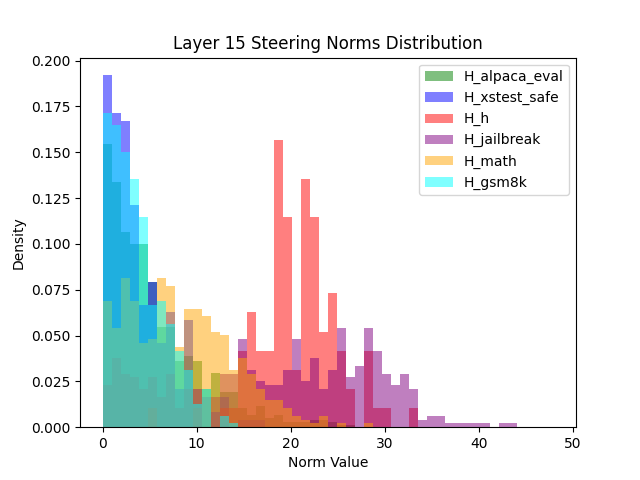 Layer 15 Steering Norms Distribution
H_alpaca_eval
H_xstest_safe
H_h
H_jailbreak
H_math
H_gsm8k
0.200
0.175
0.150
0.125
0.100
0.075
0.050
0.025
0.000
Density
0
10
20
30
40
50
Norm Value